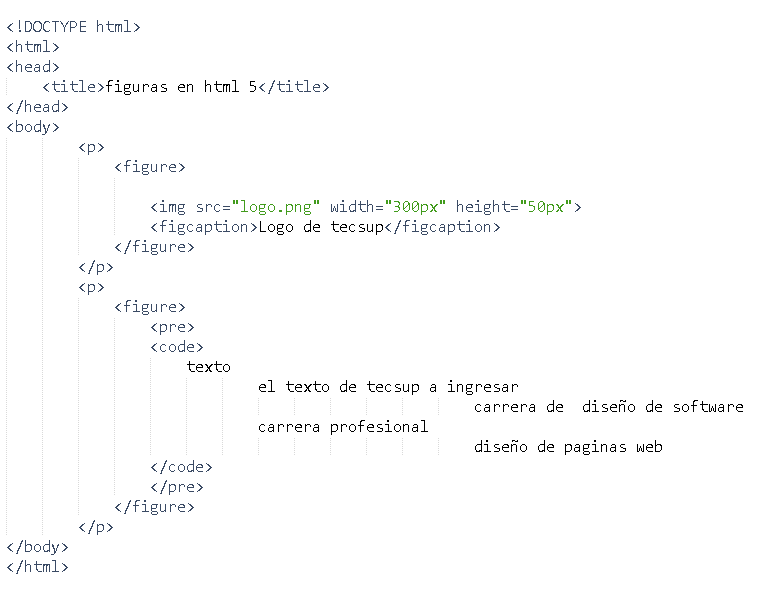 <!DOCTYPE html>
<html>
<head>
    <title>figuras en html 5</title>
</head>
<body>
        <p>
            <figure>

                <img src="logo.png" width="300px" height="50px">
                <figcaption>Logo de tecsup</figcaption>
            </figure>
        </p>
        <p>
            <figure>
                <pre>
                <code>
                    texto
                            el texto de tecsup a ingresar
                                                    carrera de  diseño de software
                            carrera profesional
                                                    diseño de paginas web
                </code>
                </pre>
            </figure>
        </p>
</body>
</html>